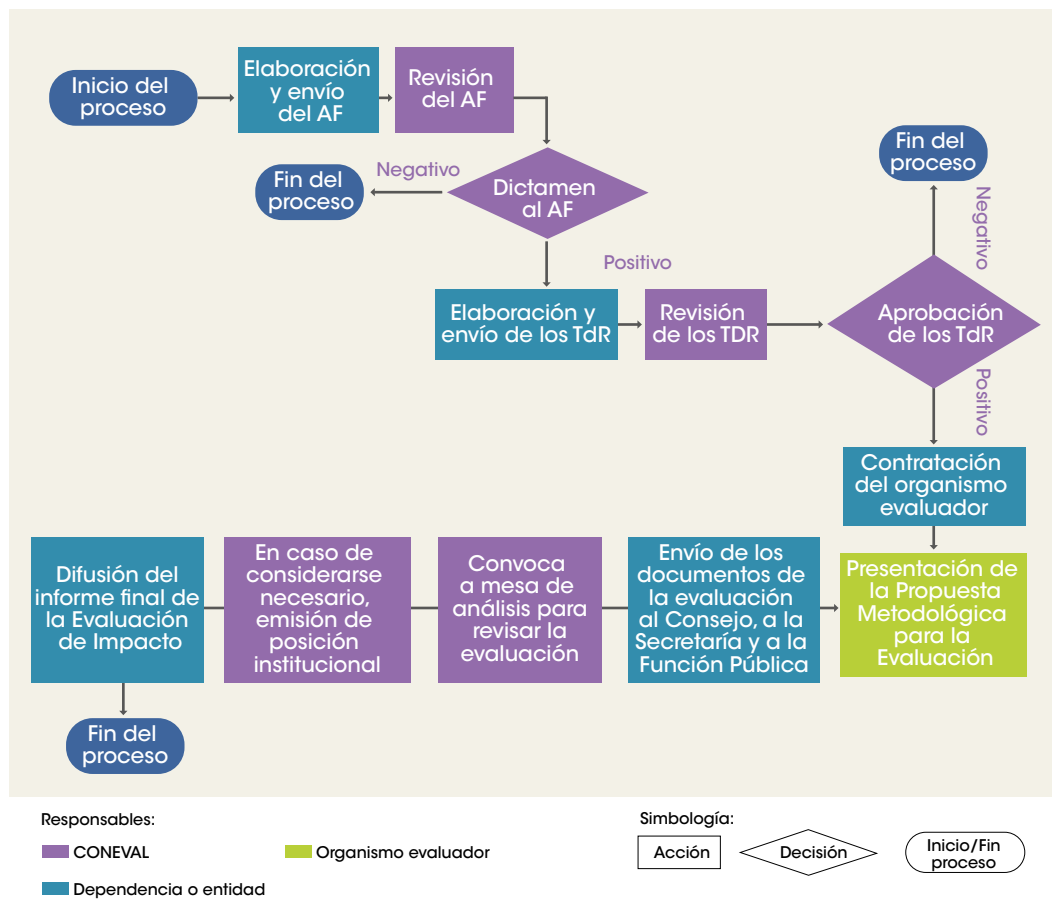 Inicio del
proceso
Elaboración
y envío
del AF
Revisión
del AF
Fin del
proceso
Negativo
Dictamen
al AF
Positivo
Elaboración y
envío de los TdR
Revisión
de los TDR
Fin del
proceso
Negativo
Aprobación
de los TdR
Positivo
Contratación
del organismo
evaluador
Presentación de
la Propuesta
Metodológica
para la
Evaluación
Envío de los
documentos de
la evaluación
al Consejo, a la
Secretaría y a la
Función Pública
Convoca
a mesa de
análisis para
revisar la
evaluación
En caso de
considerarse
necesario,
emisión de
posición
institucional
Difusión del
informe final de
la Evaluación
de Impacto
Fin del
proceso
Responsables:
CONEVAL
Organismo evaluador
Dependencia o entidad
Simbología:
Acción
Decisión
Inicio/Fin
proceso